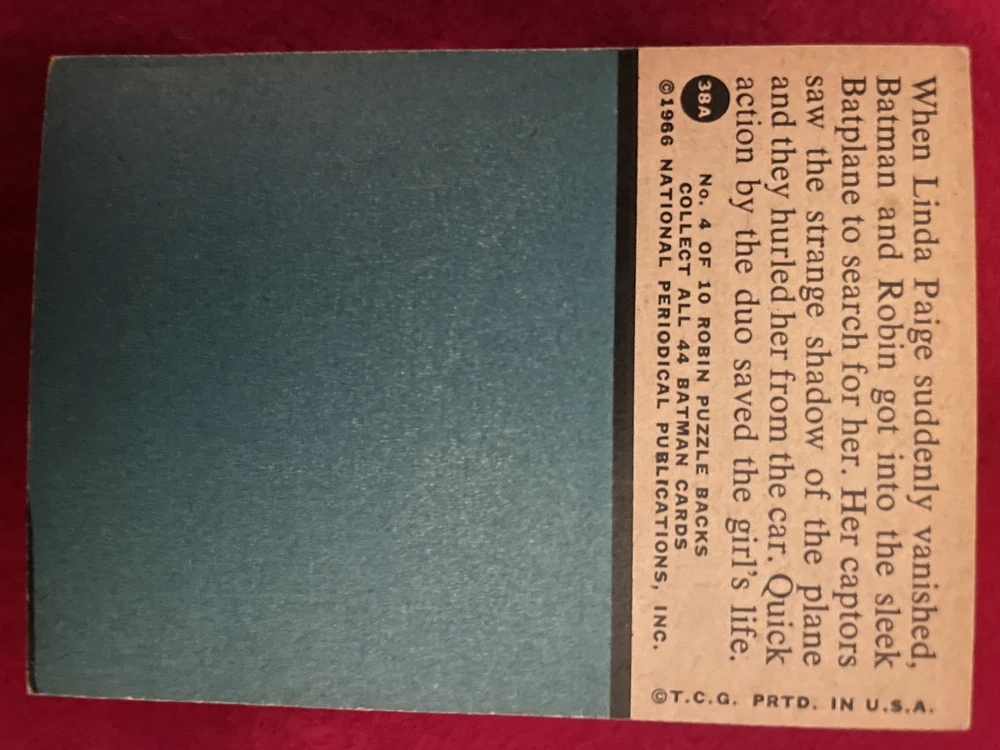 When Linda Paige suddenly vanished,
Batman and Robin got into the sleek
Batplane to search for her. Her captors
saw the strange shadow of the plane
and they hurled her from the car. Quick
action by the duo saved the girl's life.
38A
No. 4 OF 10 ROBIN PUZZLE BACKS
COLLECT ALL 44 BATMAN CARDS
©1966 NATIONAL PERIODICAL PUBLICATIONS, INC.
©T.C.G. PRTD. IN U.S.A.